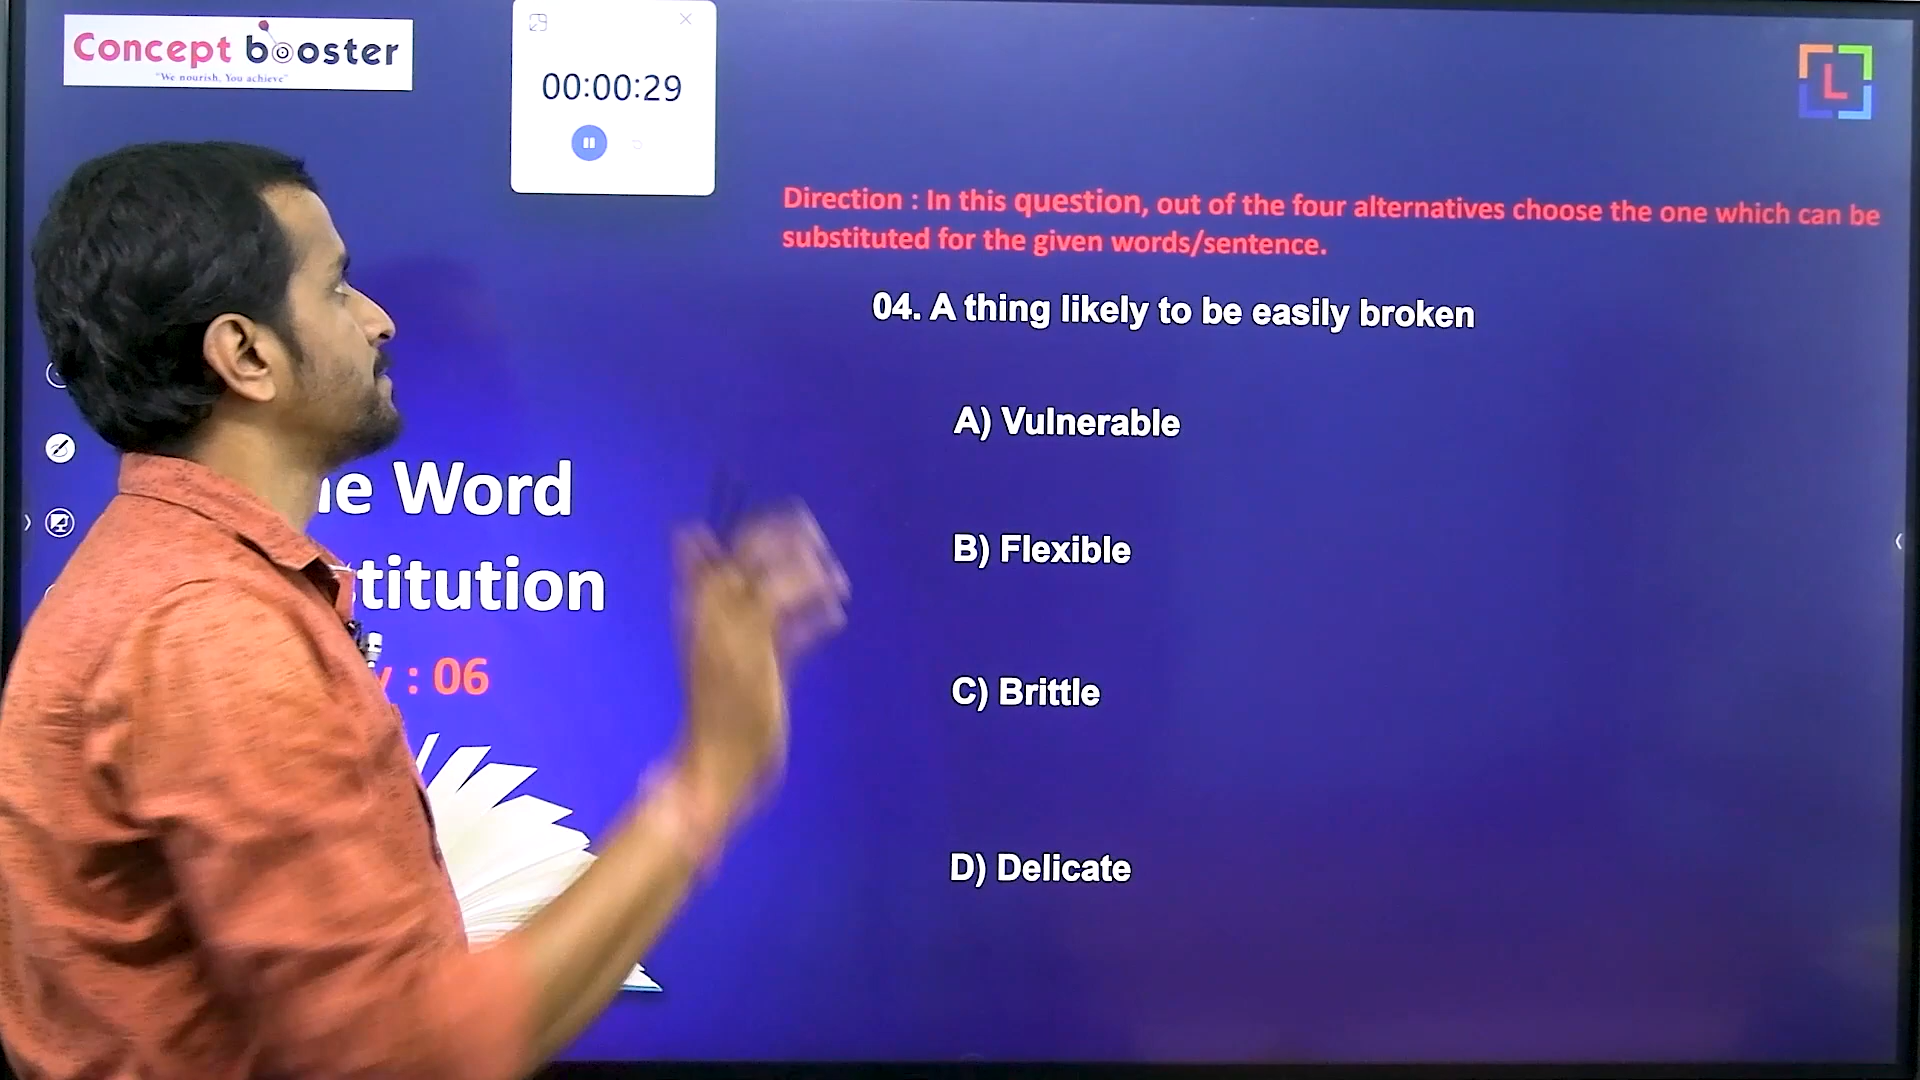 Concept booster
"We nourish, You achieve"
00:00:29
L
Direction : In this question, out of the four alternatives choose the one which can be
substituted for the given words/sentence.
04. A thing likely to be easily broken
A) Vulnerable
B) Flexible
C) Brittle
D) Delicate
Word
: 06